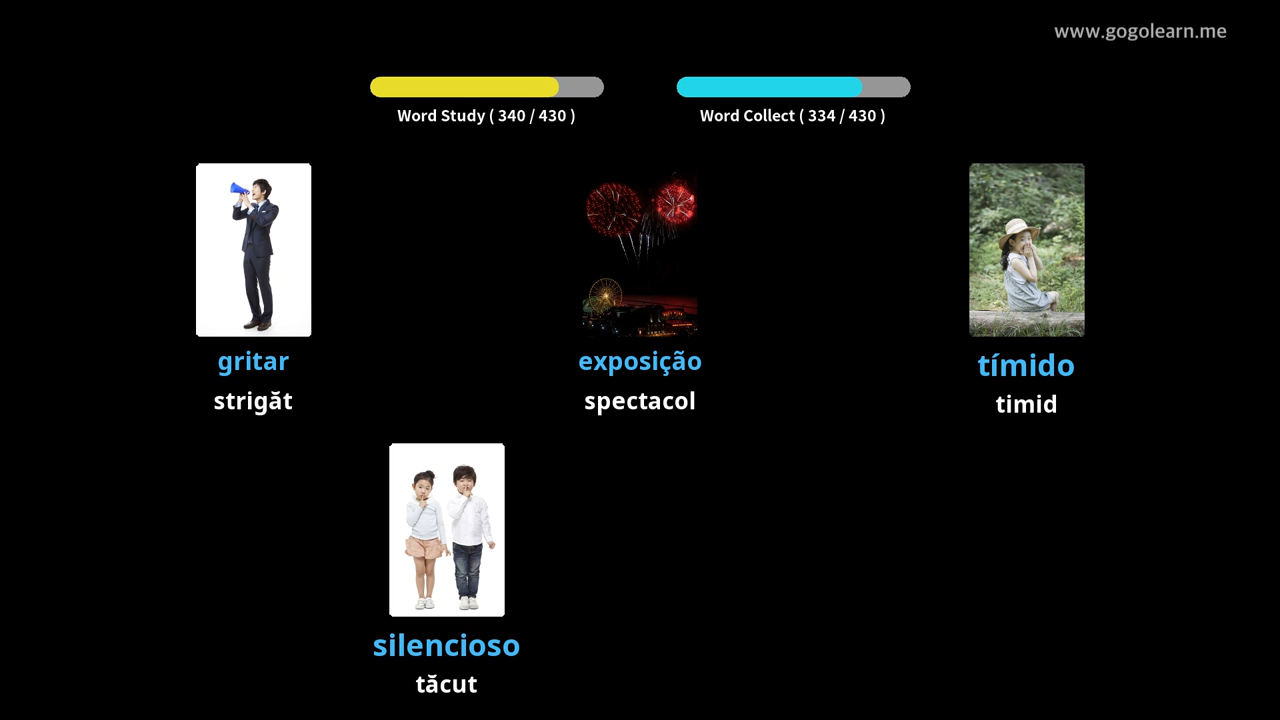 www.gogolearn.me
Word Study ( 340 / 430 )
Word Collect ( 334 / 430 )
gritar
strigăt
exposição
spectacol
tímido
timid
silencioso
tăcut